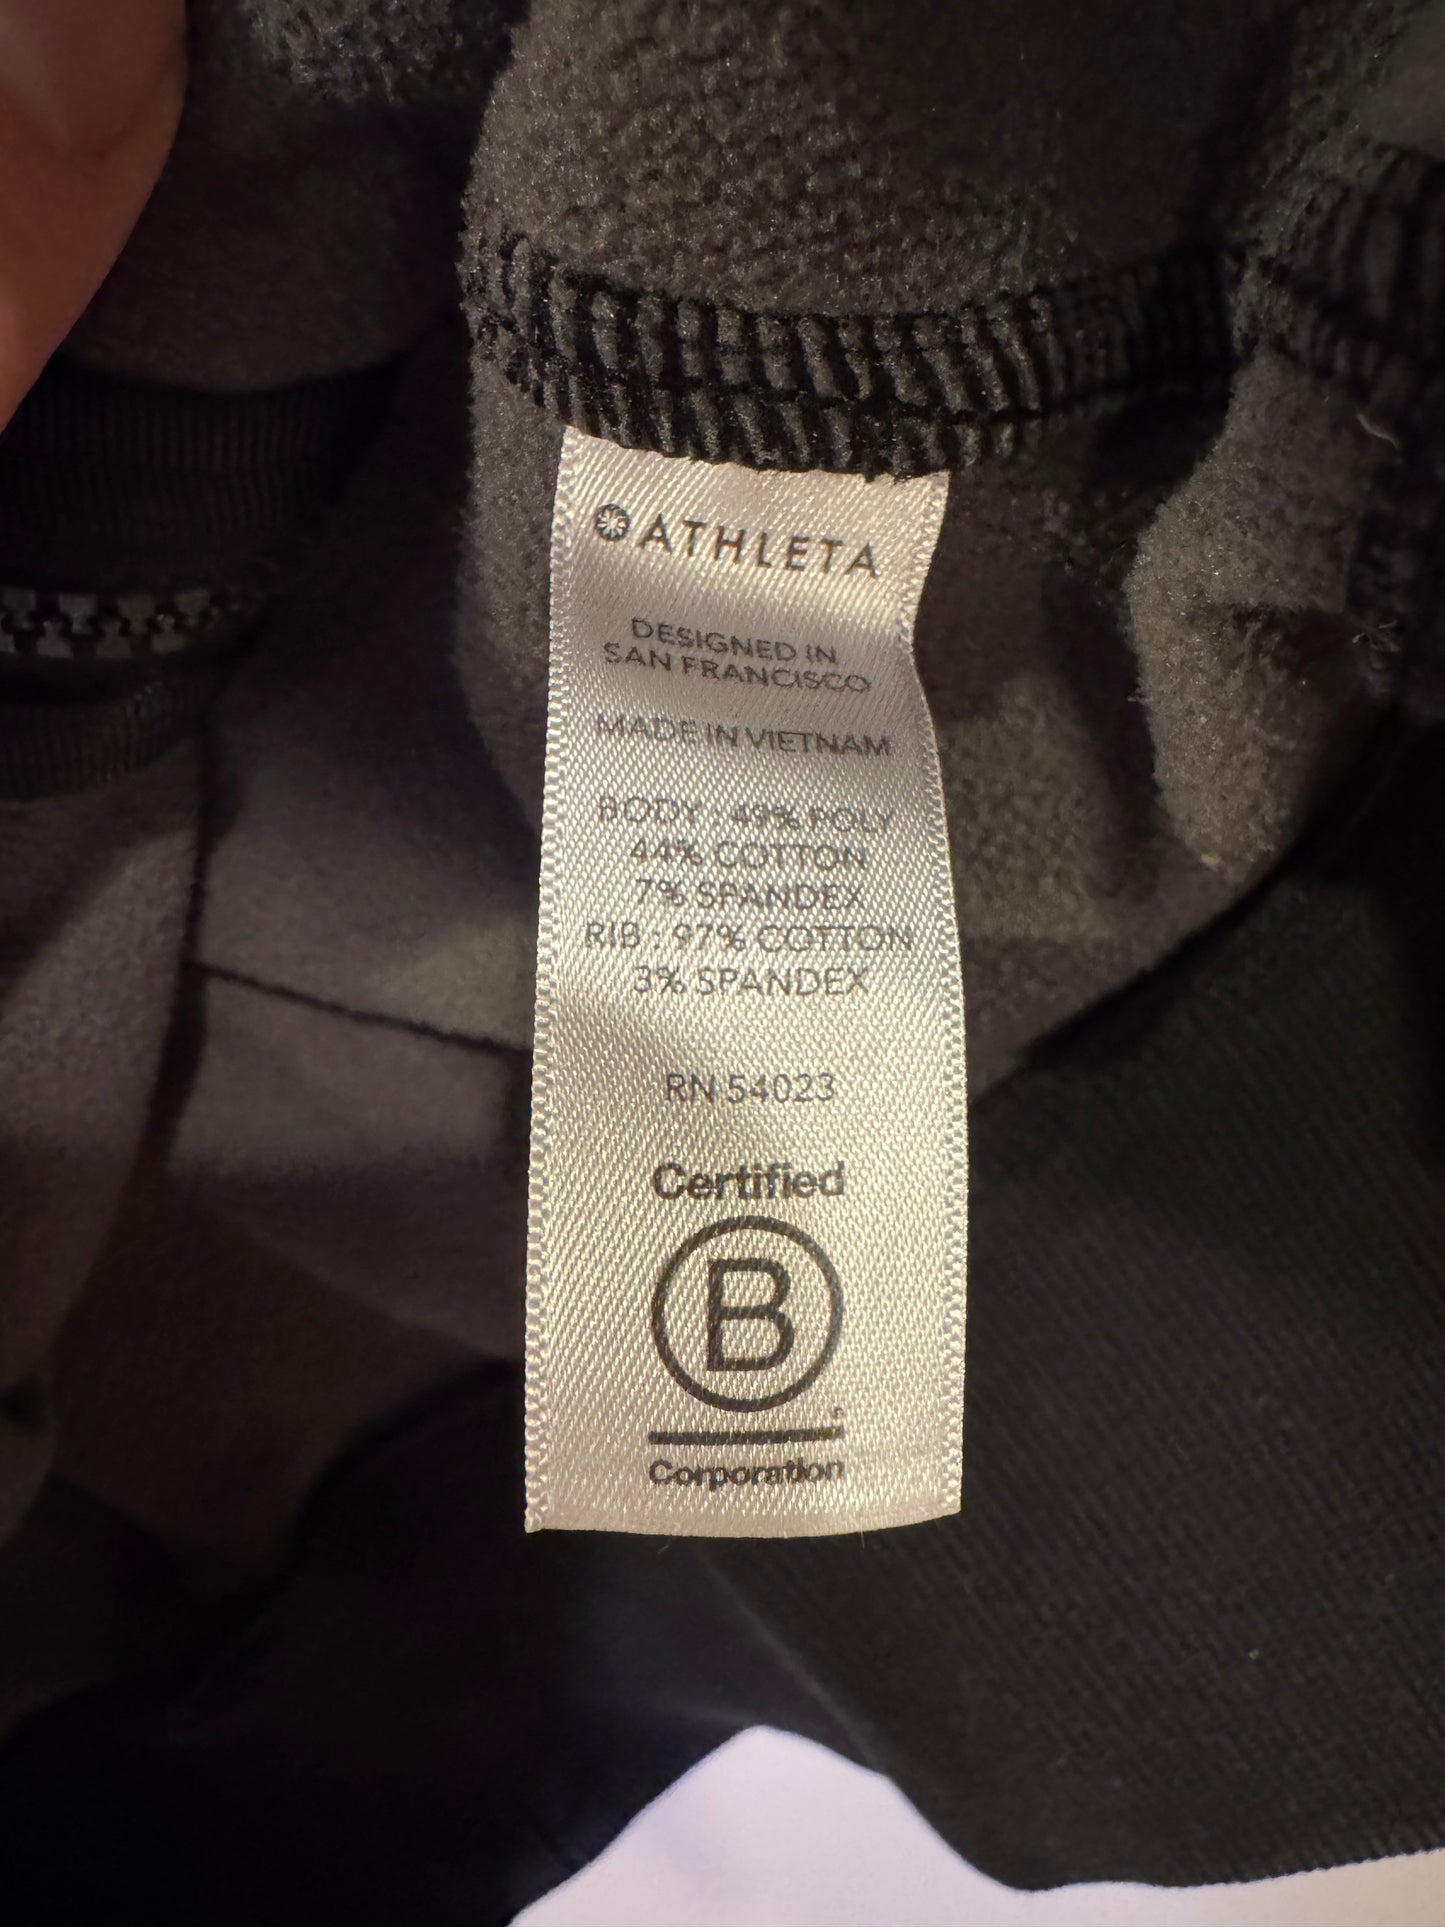 ATHLETA
DESIGNED IN
SAN FRANCISCO
MADE IN VIETNAM
BODY : 49% POLY
44% COTTON
7% SPANDEX
RIB : 97% COTTON
3% SPANDEX
RN 54023
Certified
B
Corporation